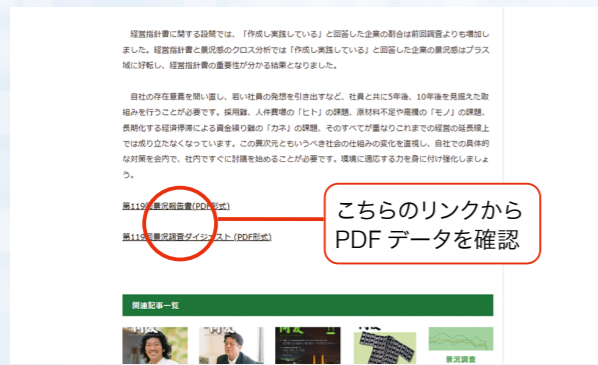 経営指針書に関する設問では、「作成し実践している」と回答した企業の割合は前回調査よりも増加し
ました。経営指針書と景況感のクロス分析では「作成し実践している」と回答した企業の景況感はプラス
域に好転し、経営指針書の重要性が分かる結果となりました。
自社の存在意義を問い直し、若い社員の発想を引き出すなど、社員と共に5年後、10年後を見据えた取
組みを行うことが必要です。採用難、人件費増の「ヒト」の課題、原材料不足や高騰の「モノ」の課題、
長期化する経済停滞による資金繰り難の「カネ」の課題、そのすべてが重なりこれまでの経営の延長線上
では成り立たなくなっています。この異次元ともいうべき社会の仕組みの変化を直視し、自社での具体的
な対策を会内で、社内ですぐに討議を始めることが必要です。環境に適応する力を身に付け強化しましょ
う。
第119回景況報告書(PDF形式)
第119回景況調査ダイジェスト (PDF形式)
こちらのリンクから
PDF データを確認
関連記事一覧
景況調査